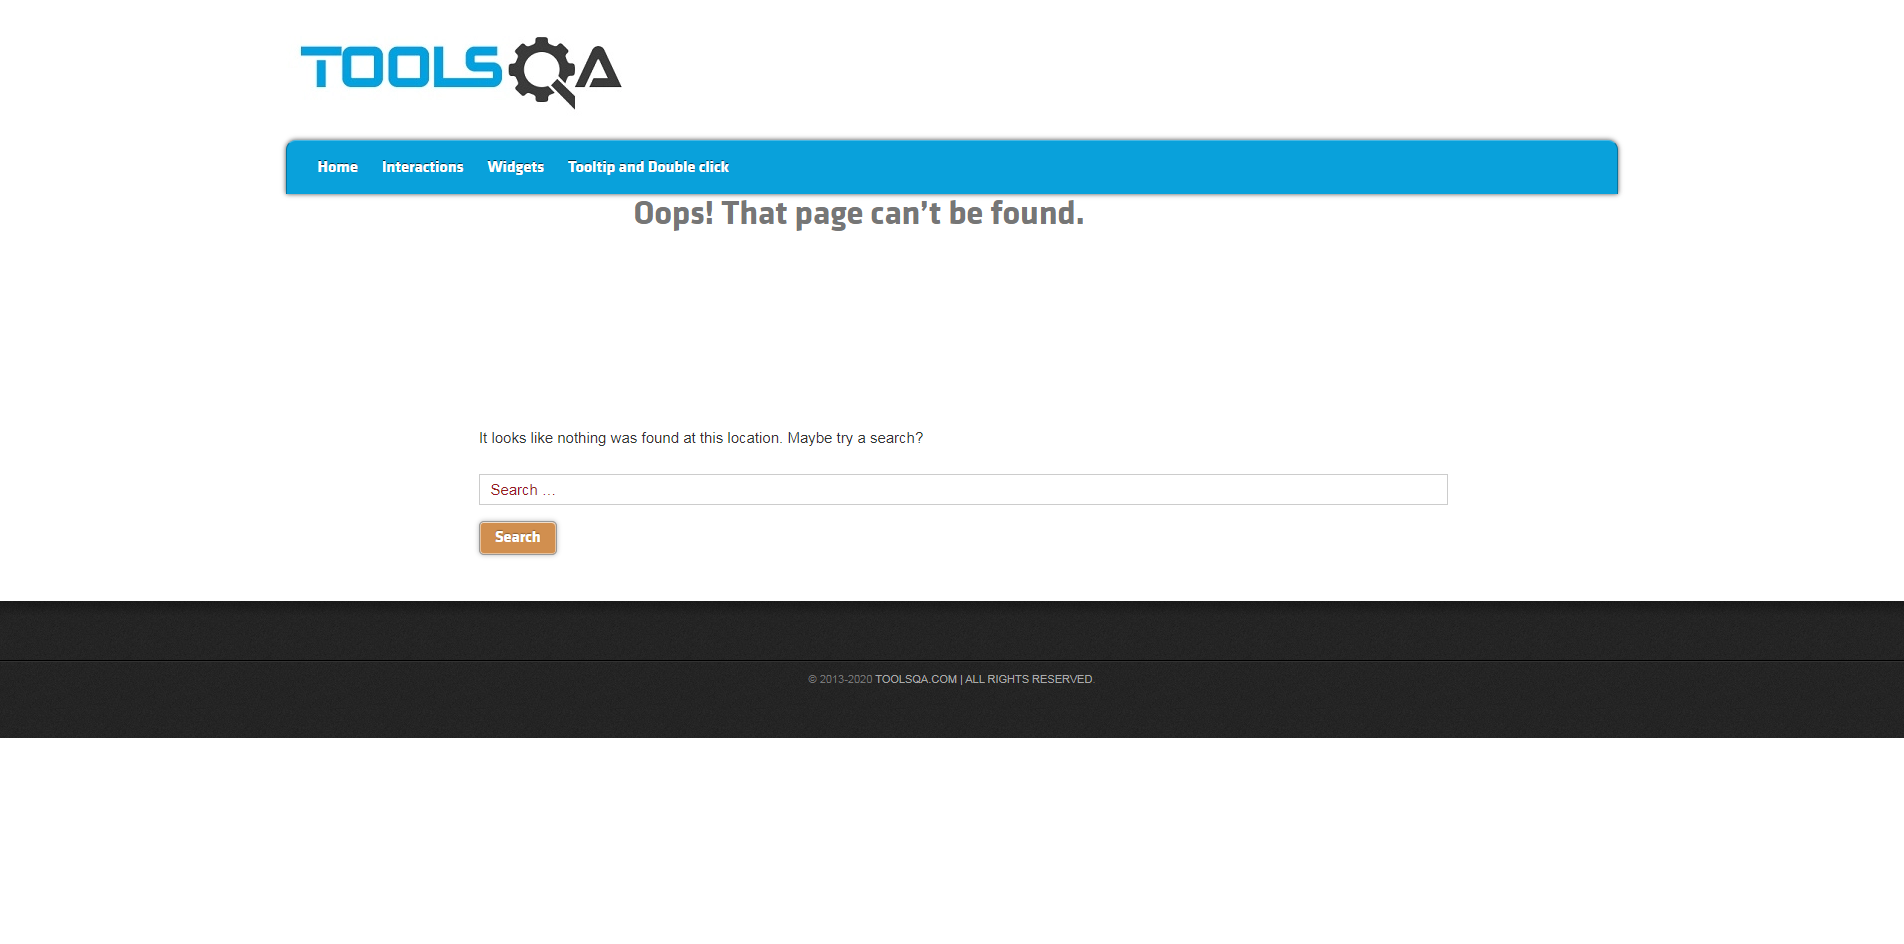 TOOLSQA
Home Interactions Widgets Tooltip and Double click
Oops! That page can’t be found.
It looks like nothing was found at this location. Maybe try a search?
Search …
Search
© 2013-2020 TOOLSQA.COM | ALL RIGHTS RESERVED.